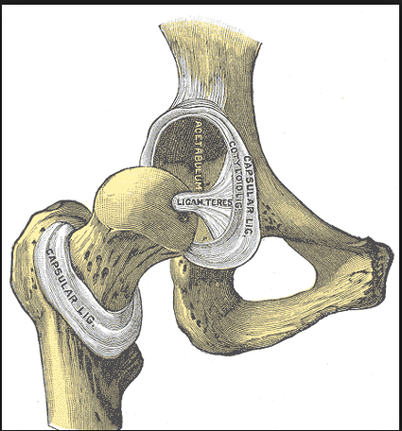 ACETABULUM
COTYLOID LIG.
CAPSULAR LIG.
LIGAM. TERES
CAPSULAR LIG.